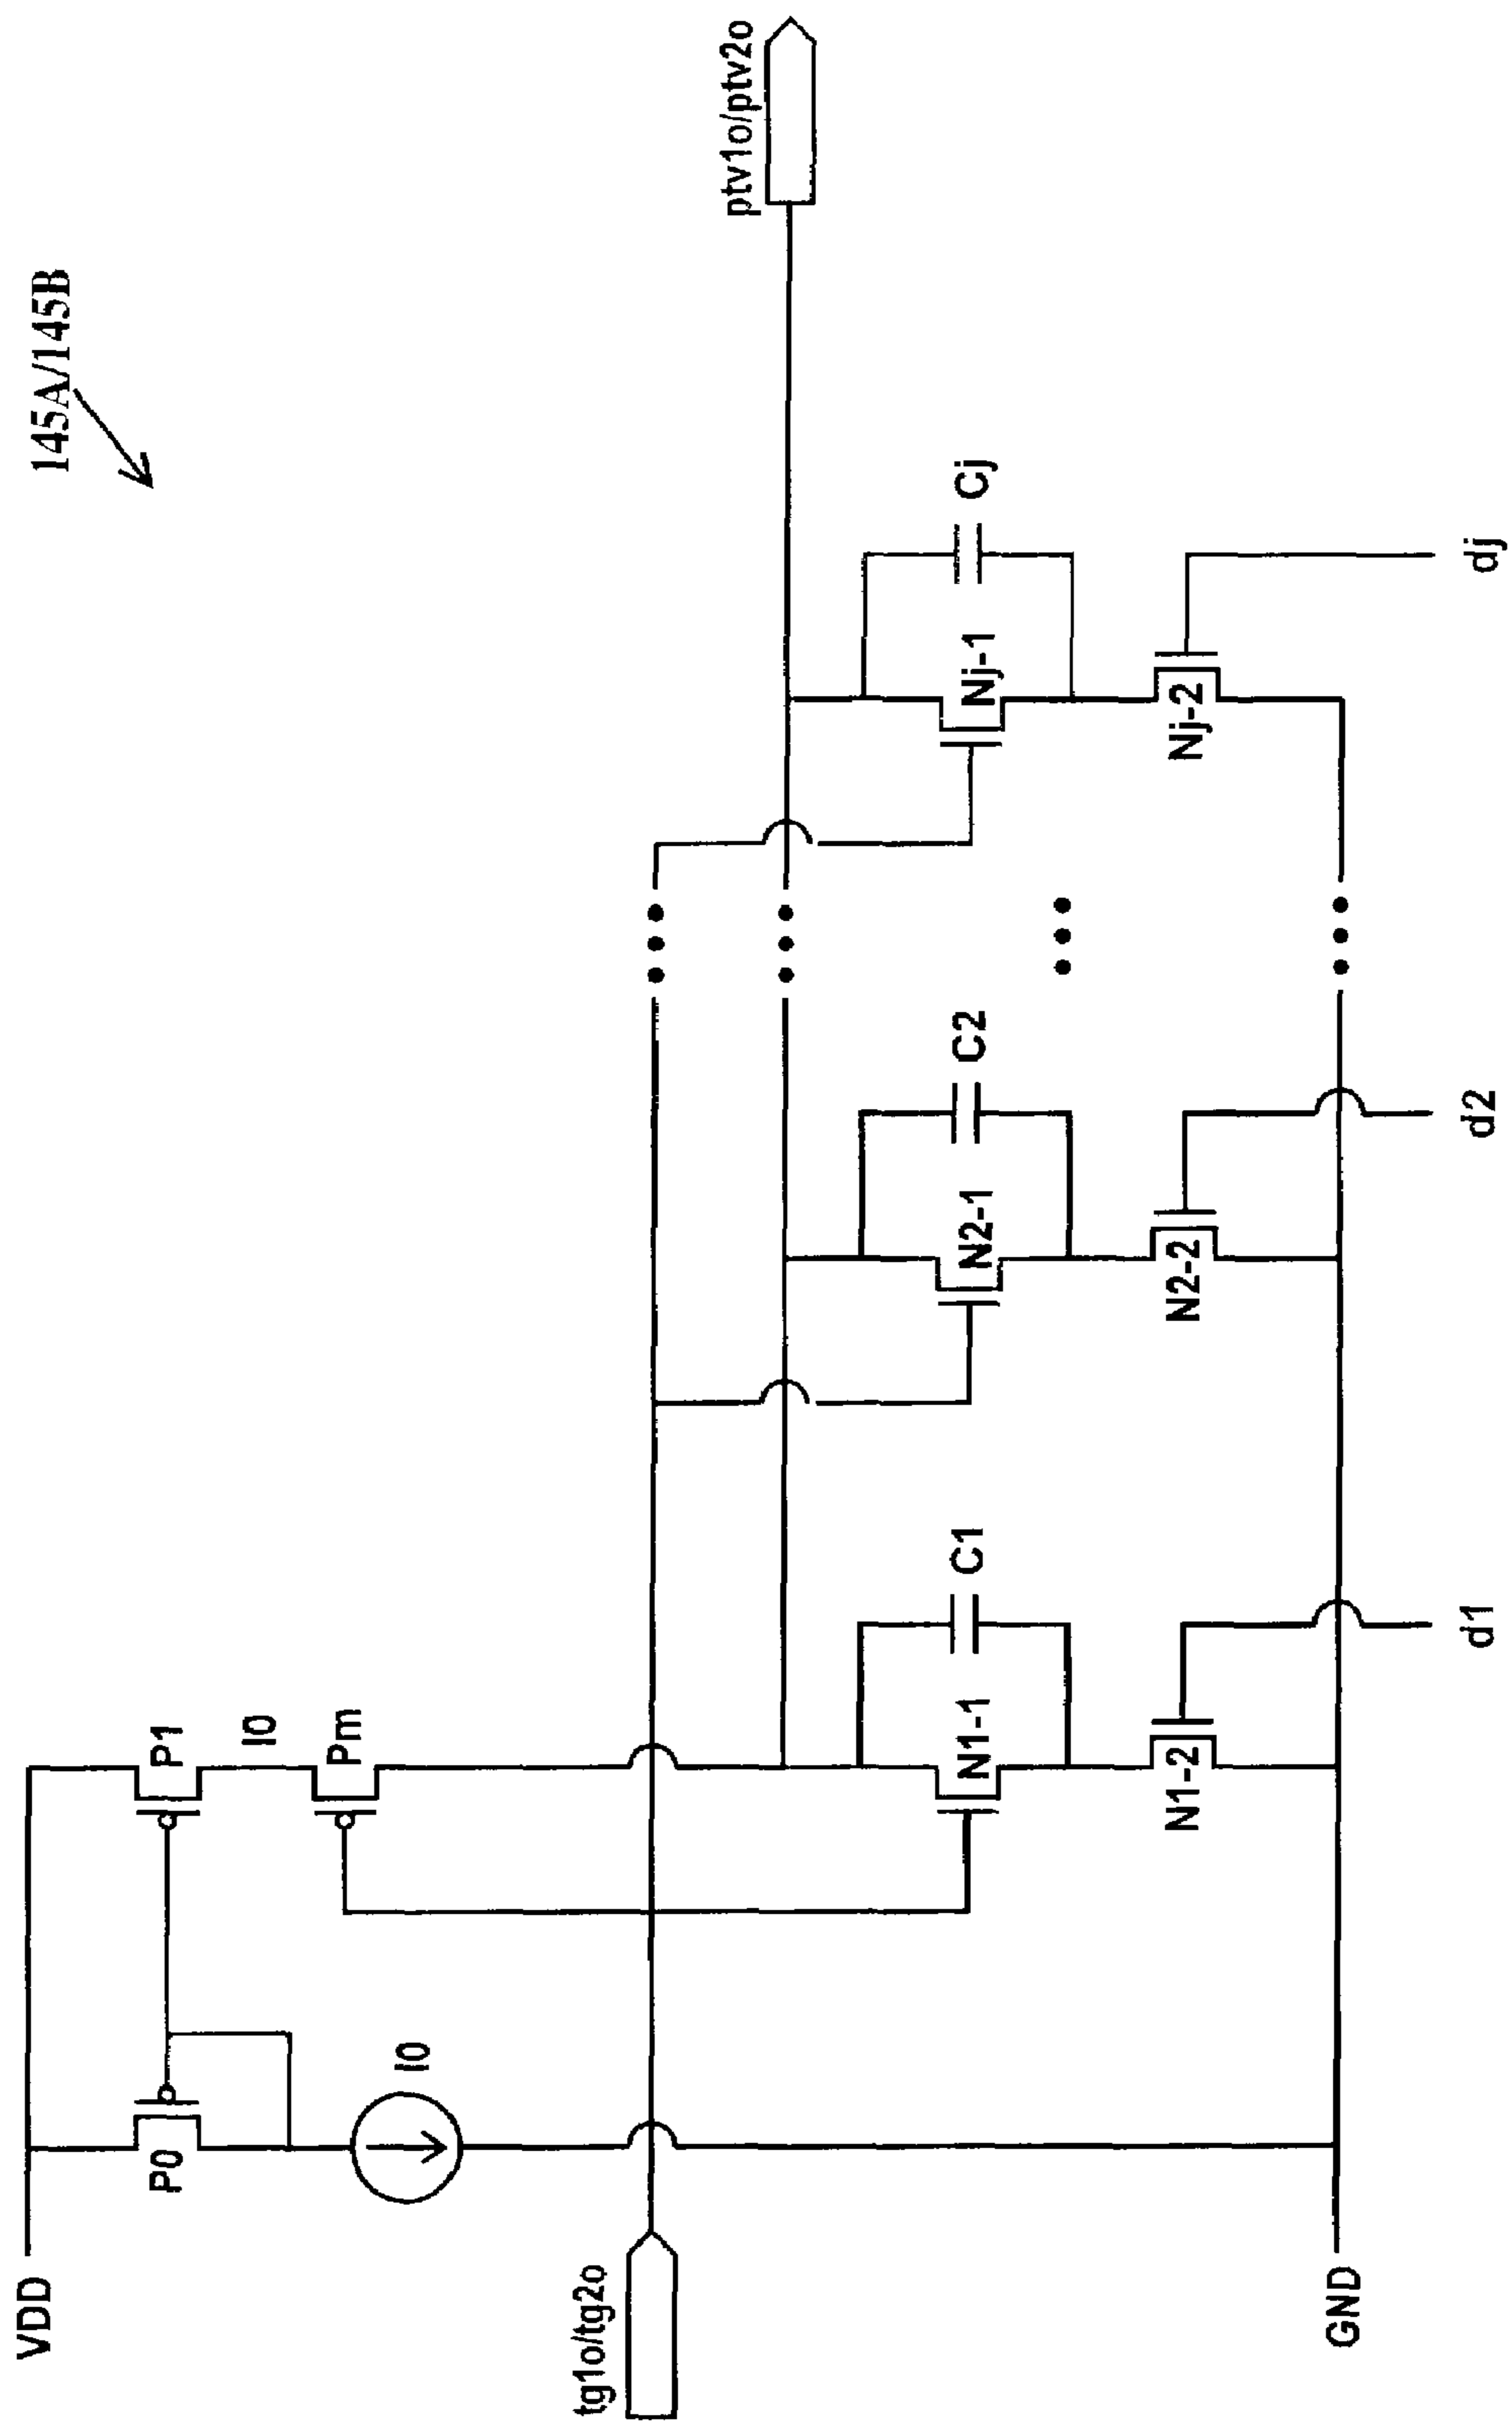 145A/145B
VDD
P0
P1
I0
I0
Pm
tg1o/tg2o
ptv1o/ptv2o
N1-1
C1
N2-1
C2
Nj-1
Cj
N1-2
N2-2
Nj-2
GND
d1
d2
dj